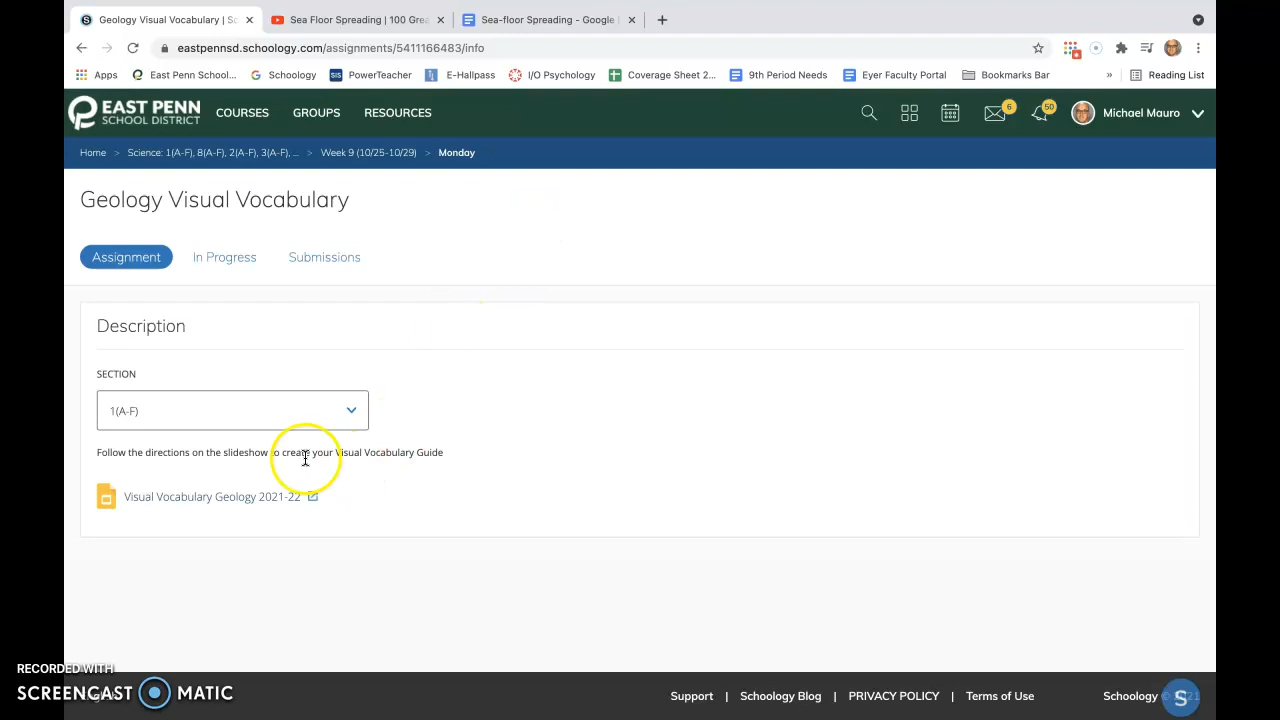 Geology Visual Vocabulary | Sc
Sea Floor Spreading | 100 Grea
Sea-floor Spreading - Google
eastpennsd.schoology.com/assignments/5411166483/info
Apps
East Penn School...
Schoology
SIS PowerTeacher
E-Hallpass
I/O Psychology
Coverage Sheet 2...
9th Period Needs
Eyer Faculty Portal
Bookmarks Bar
»
Reading List
EAST PENN
SCHOOL DISTRICT
COURSES
GROUPS
RESOURCES
6
50
Michael Mauro
Home > Science: 1(A-F), 8(A-F), 2(A-F), 3(A-F), ... > Week 9 (10/25-10/29) > Monday
Geology Visual Vocabulary
Assignment
In Progress
Submissions
Description
SECTION
1(A-F)
Follow the directions on the slideshow to create your Visual Vocabulary Guide
Visual Vocabulary Geology 2021-22
RECORDED WITH
SCREENCAST MATIC
Support | Schoology Blog | PRIVACY POLICY | Terms of Use
Schoology ©
S